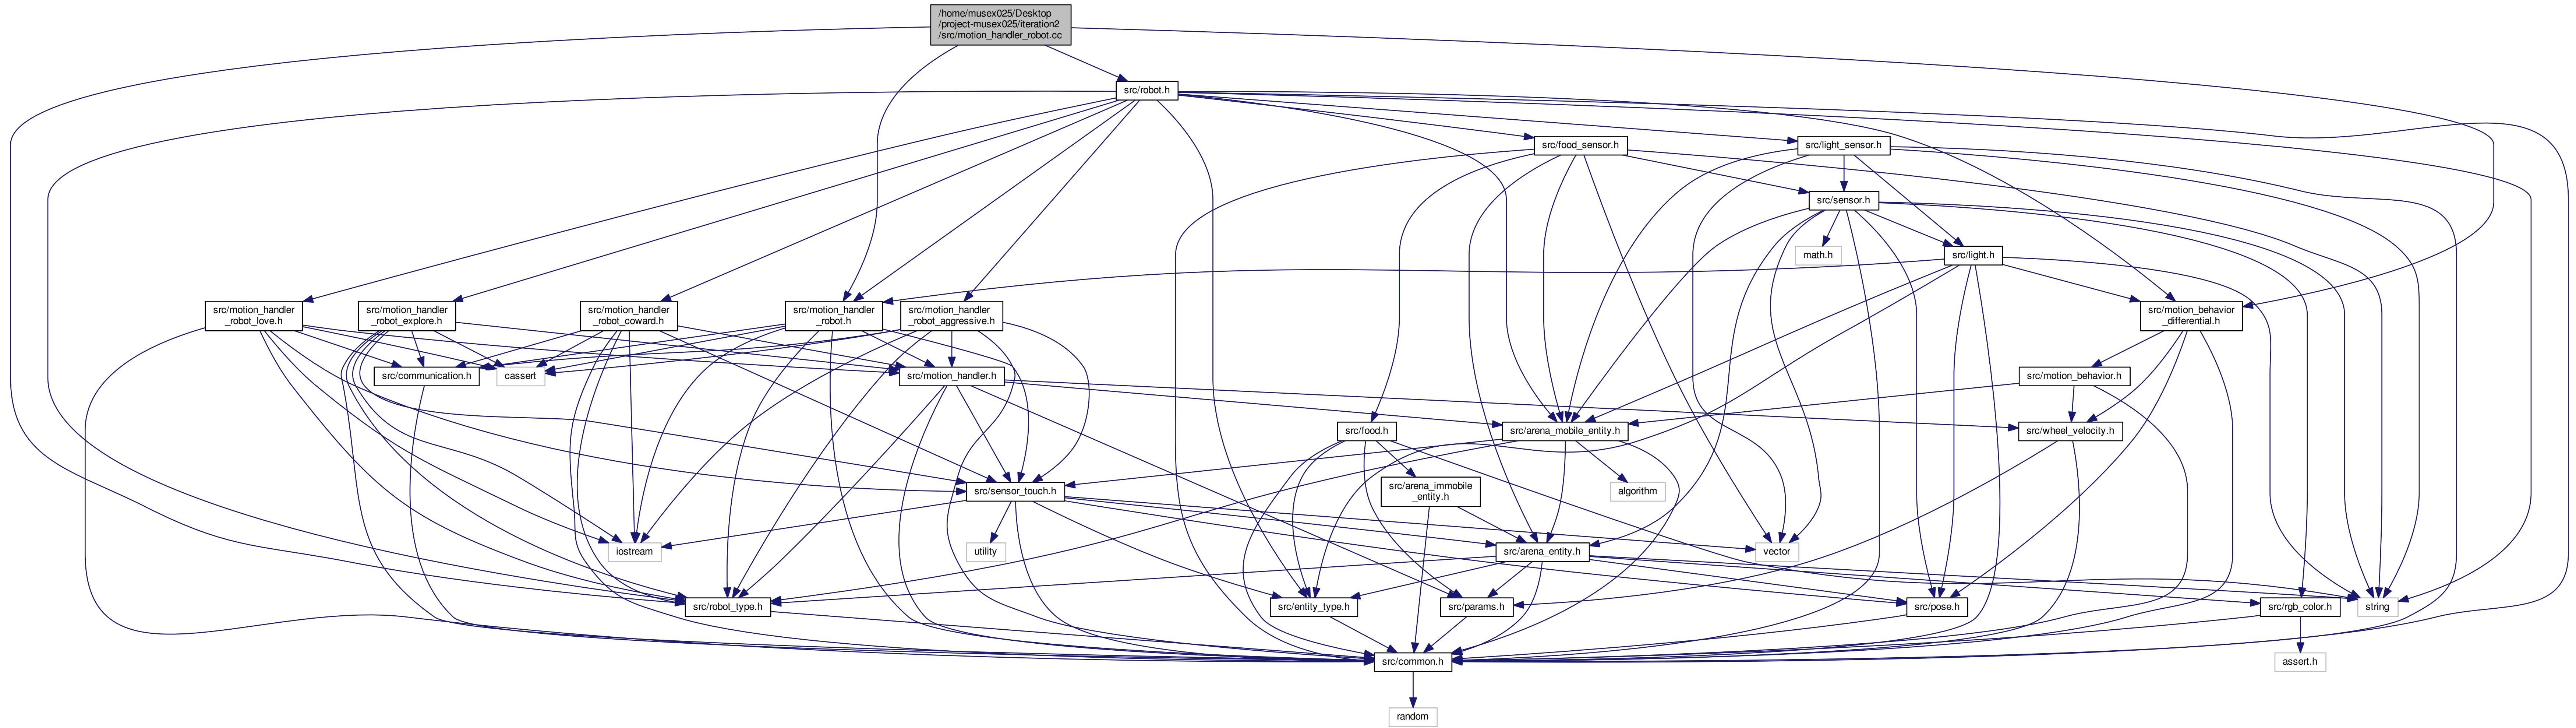 /home/musex025/Desktop
/project-musex025/iteration2
/src/motion_handler_robot.cc
src/robot.h
src/food_sensor.h
src/light_sensor.h
src/sensor.h
math.h
src/light.h
src/motion_handler
_robot_love.h
src/motion_handler
_robot_explore.h
src/motion_handler
_robot_coward.h
src/motion_handler
_robot.h
src/motion_handler
_robot_aggressive.h
src/motion_behavior
_differential.h
src/communication.h
cassert
src/motion_handler.h
src/motion_behavior.h
src/food.h
src/arena_mobile_entity.h
src/wheel_velocity.h
src/sensor_touch.h
src/arena_immobile
_entity.h
algorithm
iostream
utility
src/arena_entity.h
vector
src/robot_type.h
src/entity_type.h
src/params.h
src/pose.h
src/rgb_color.h
string
src/common.h
assert.h
random